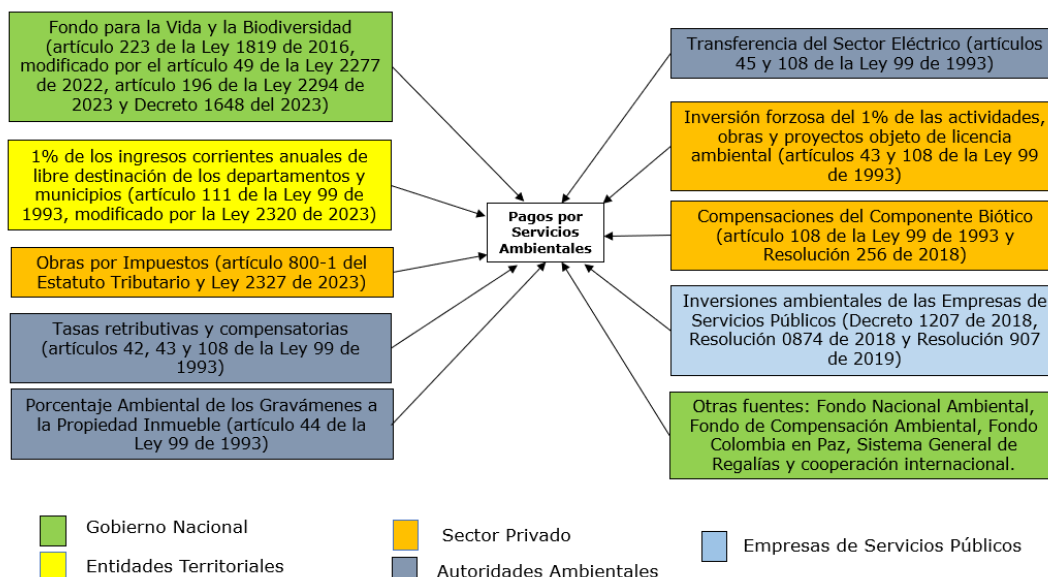 Fondo para la Vida y la Biodiversidad
(artículo 223 de la Ley 1819 de 2016,
modificado por el artículo 49 de la Ley 2277
de 2022, artículo 196 de la Ley 2294 de
2023 y Decreto 1648 del 2023)
1% de los ingresos corrientes anuales de
libre destinación de los departamentos y
municipios (artículo 111 de la Ley 99 de
1993, modificado por la Ley 2320 de 2023)
Obras por Impuestos (artículo 800-1 del
Estatuto Tributario y Ley 2327 de 2023)
Tasas retributivas y compensatorias
(artículos 42, 43 y 108 de la Ley 99 de
1993)
Porcentaje Ambiental de los Gravámenes a
la Propiedad Inmueble (artículo 44 de la
Ley 99 de 1993)
Pagos por
Servicios
Ambientales
Transferencia del Sector Eléctrico (artículos
45 y 108 de la Ley 99 de 1993)
Inversión forzosa del 1% de las actividades,
obras y proyectos objeto de licencia
ambiental (artículos 43 y 108 de la Ley 99
de 1993)
Compensaciones del Componente Biótico
(artículo 108 de la Ley 99 de 1993 y
Resolución 256 de 2018)
Inversiones ambientales de las Empresas de
Servicios Públicos (Decreto 1207 de 2018,
Resolución 0874 de 2018 y Resolución 907
de 2019)
Otras fuentes: Fondo Nacional Ambiental,
Fondo de Compensación Ambiental, Fondo
Colombia en Paz, Sistema General de
Regalías y cooperación internacional.
Gobierno Nacional
Entidades Territoriales
Sector Privado
Autoridades Ambientales
Empresas de Servicios Públicos